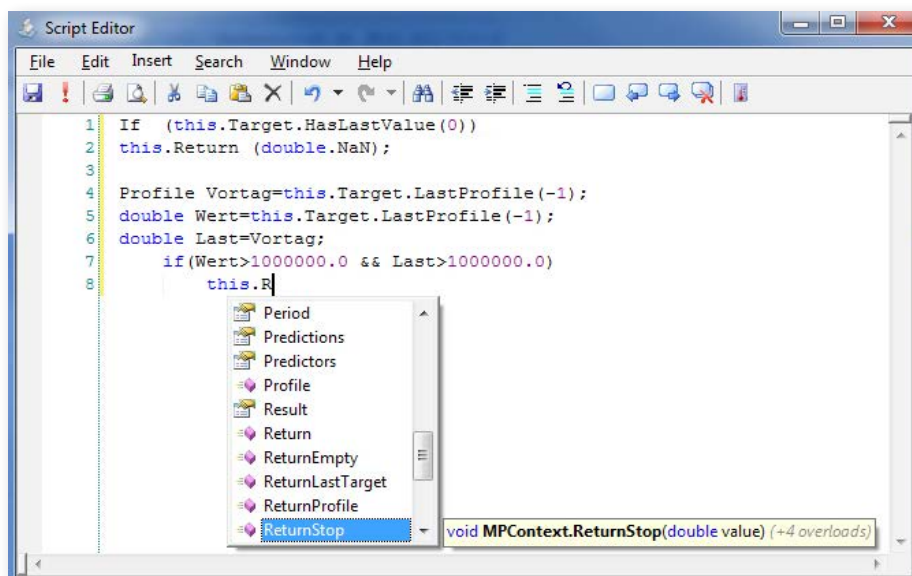 Script Editor
File Edit Insert Search Window Help
1 If (this.Target.HasLastValue(0))
2 this.Return (double.NaN);
3
4 Profile Vortag=this.Target.LastProfile(-1);
5 double Wert=this.Target.LastProfile(-1);
6 double Last=Vortag;
7 if(Wert>1000000.0 && Last>1000000.0)
8 this.R
Period
Predictions
Predictors
Profile
Result
Return
ReturnEmpty
ReturnLastTarget
ReturnProfile
ReturnStop void MPContext.ReturnStop(double value) (+4 overloads)